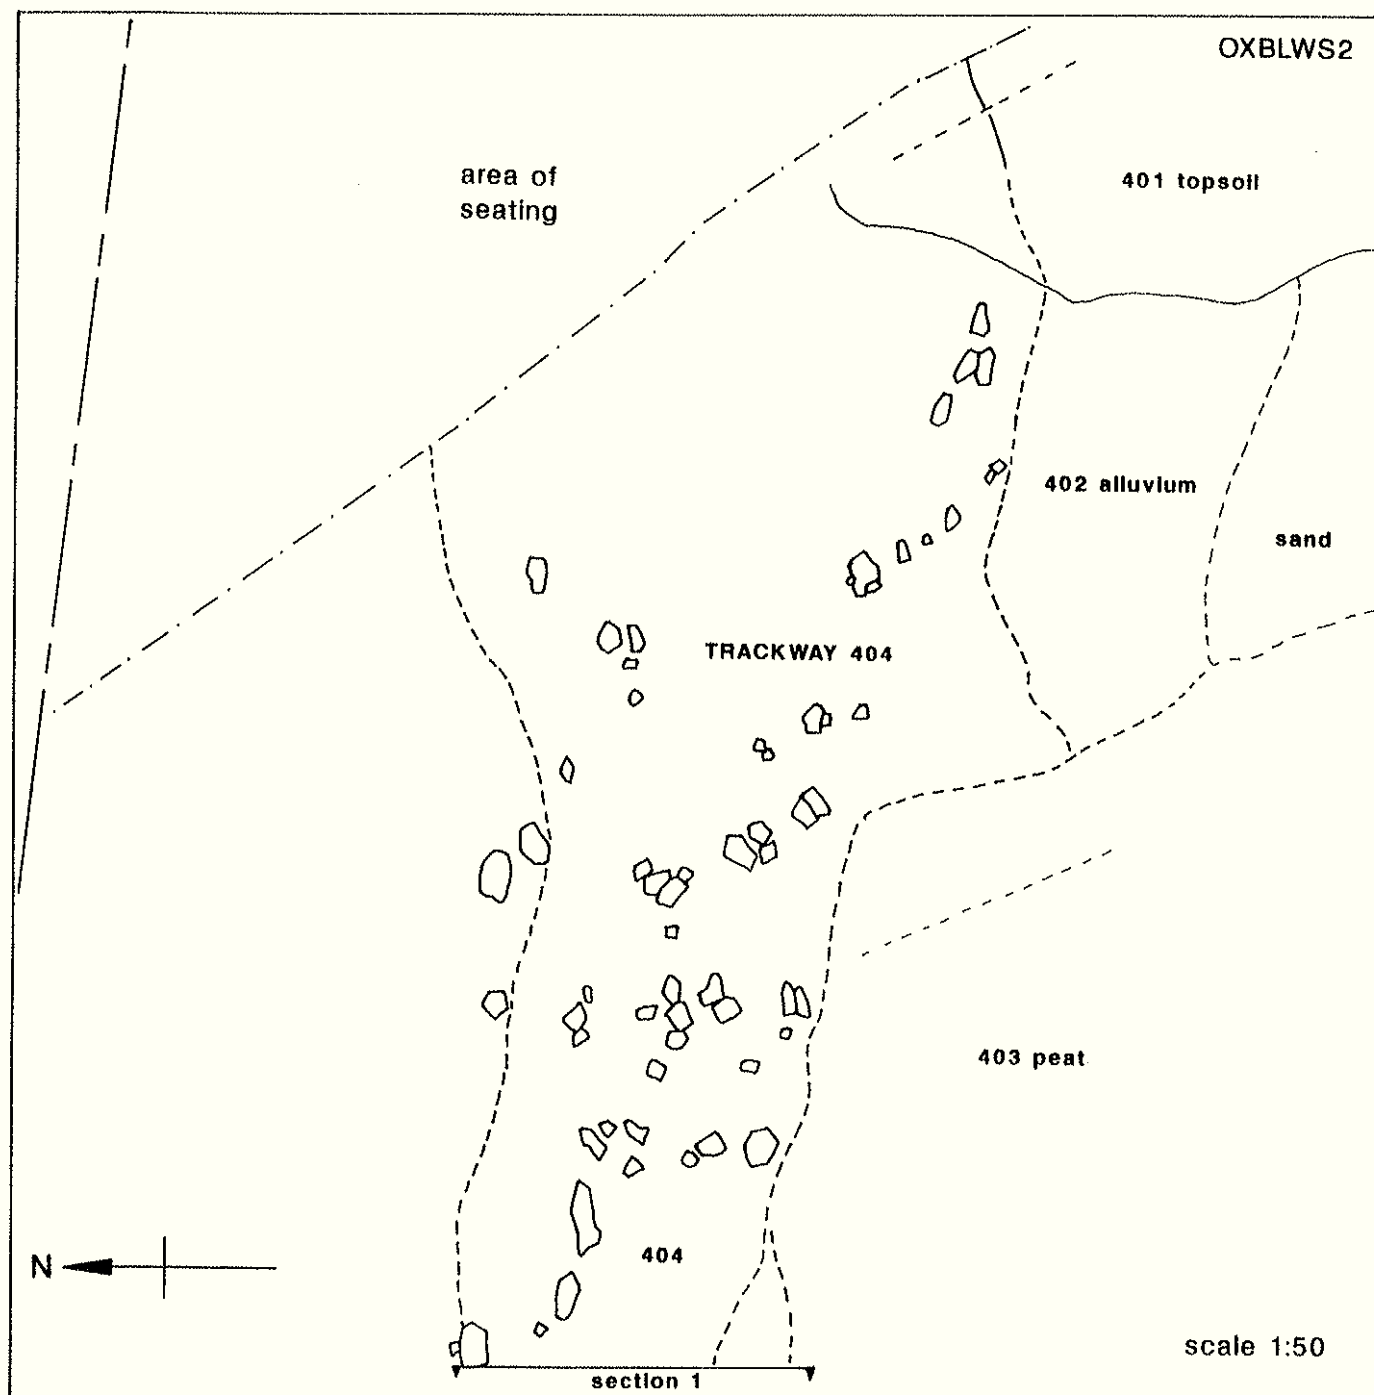 OXBLWS2
area of
seating
401 topsoil
402 alluvium
sand
TRACKWAY 404
403 peat
404
N
scale 1:50
section 1